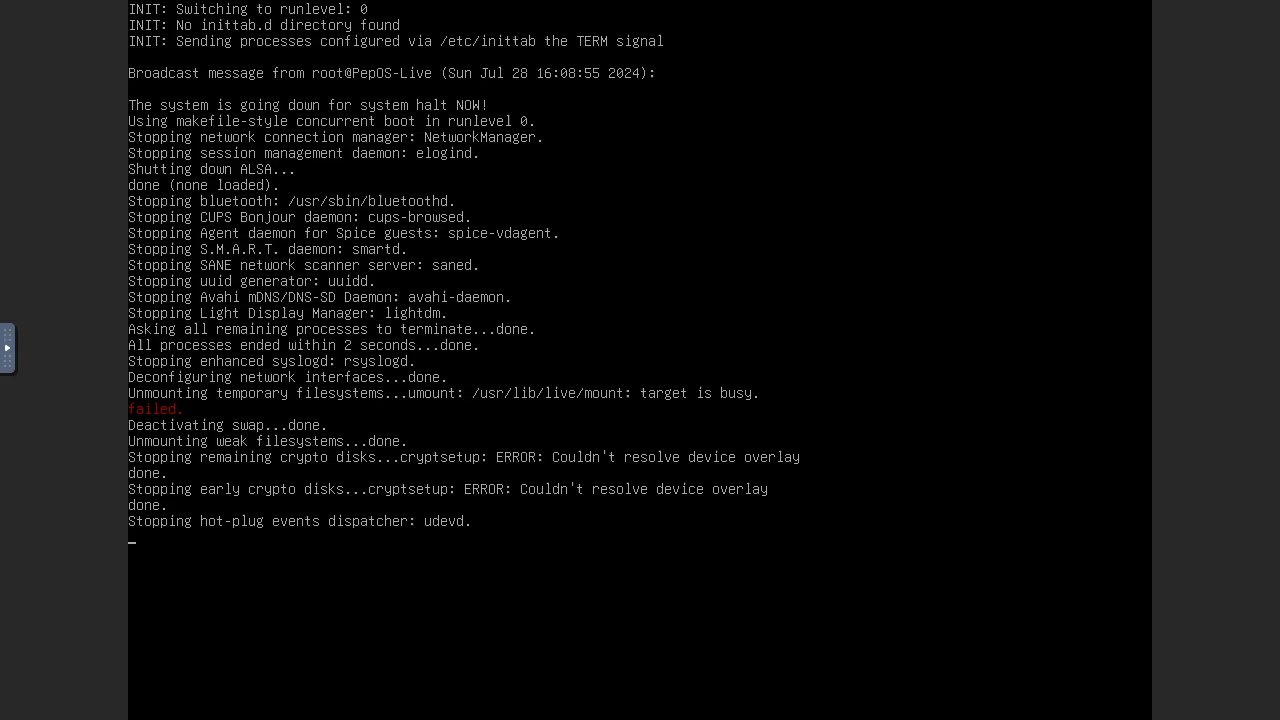 INIT: Switching to runlevel: 0
INIT: No inittab.d directory found
INIT: Sending processes configured via /etc/inittab the TERM signal
Broadcast message from root@PepOS-Live (Sun Jul 28 16:08:55 2024):
The system is going down for system halt NOW!
Using makefile-style concurrent boot in runlevel 0.
Stopping network connection manager: NetworkManager.
Stopping session management daemon: elogind.
Shutting down ALSA...
done (none loaded).
Stopping bluetooth: /usr/sbin/bluetoothd.
Stopping CUPS Bonjour daemon: cups-browsed.
Stopping Agent daemon for Spice guests: spice-vdagent.
Stopping S.M.A.R.T. daemon: smartd.
Stopping SANE network scanner server: saned.
Stopping uuid generator: uuidd.
Stopping Avahi mDNS/DNS-SD Daemon: avahi-daemon.
Stopping Light Display Manager: lightdm.
Asking all remaining processes to terminate...done.
All processes ended within 2 seconds...done.
Stopping enhanced syslogd: rsyslogd.
Deconfiguring network interfaces...done.
Unmounting temporary filesystems...umount: /usr/lib/live/mount: target is busy.
failed.
Deactivating swap...done.
Unmounting weak filesystems...done.
Stopping remaining crypto disks...cryptsetup: ERROR: Couldn't resolve device overlay
done.
Stopping early crypto disks...cryptsetup: ERROR: Couldn't resolve device overlay
done.
Stopping hot-plug events dispatcher: udevd.